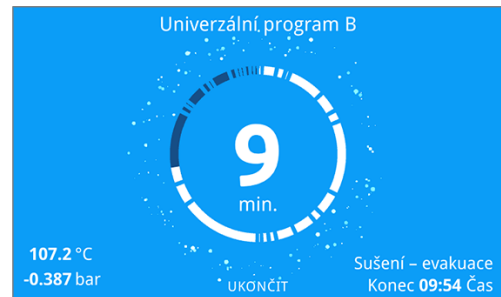 Univerzální program B
9
min.
107.2 °C
-0.387 bar
UKONČIT
Sušení – evakuace
Konec 09:54 Čas